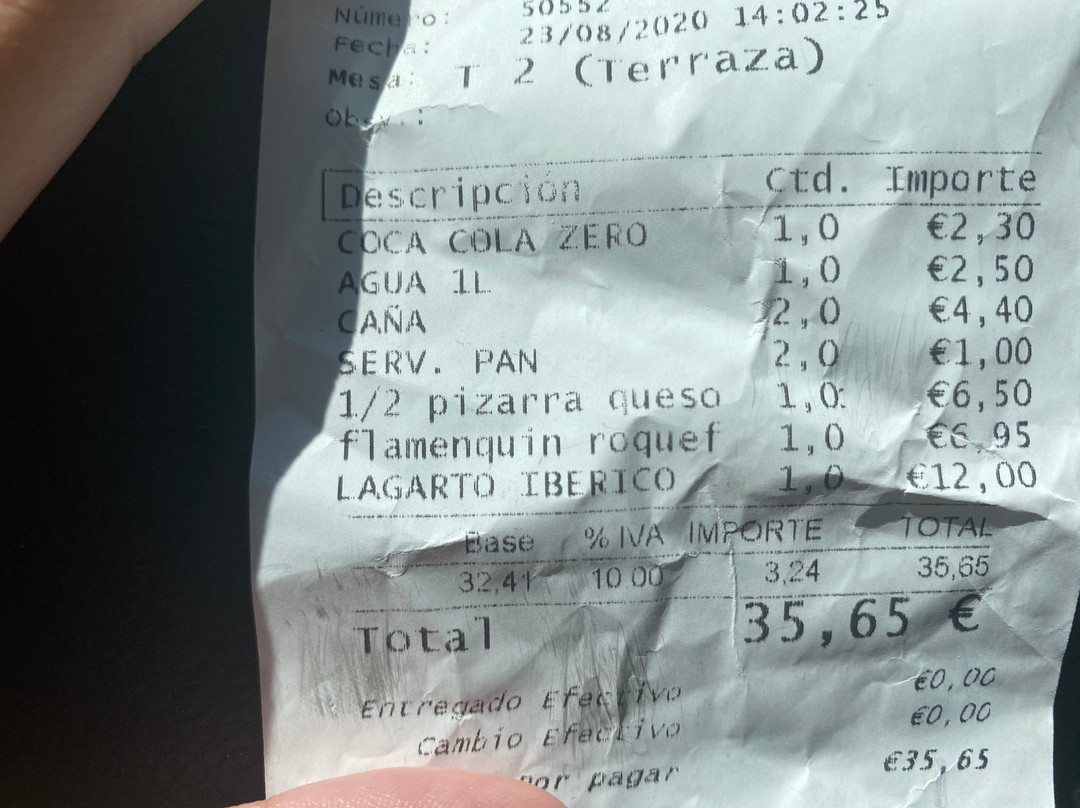 Número: 50552
Fecha: 23/08/2020 14:02:25
Mesa: T 2 (Terraza)
Obsv.:
Descripción Ctd. Importe
COCA COLA ZERO 1,0 €2,30
AGUA 1L 1,0 €2,50
CAÑA 2,0 €4,40
SERV. PAN 2,0 €1,00
1/2 pizarra queso 1,0 €6,50
flamenquin roquef 1,0 €6,95
LAGARTO IBERICO 1,0 €12,00
Base % IVA IMPORTE TOTAL
32,41 10.00 3,24 35,65
Total 35,65 €
Entregado Efectivo €0,00
Cambio Efectivo €0,00
por pagar €35,65